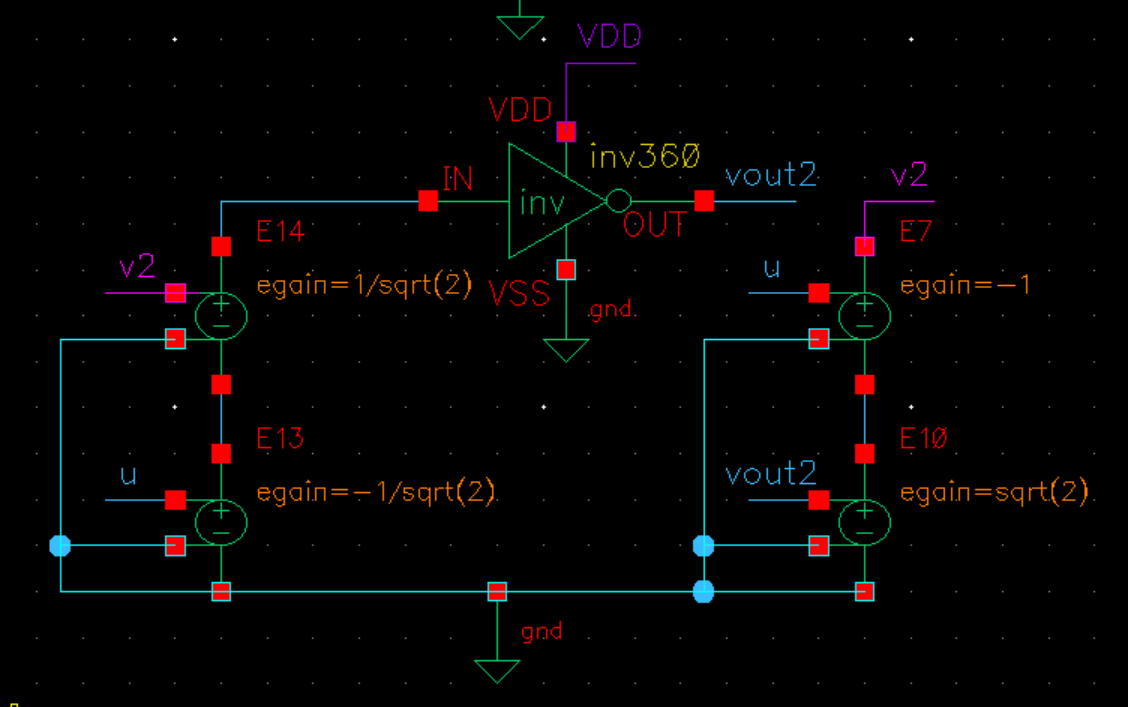 VDD
VDD
inv360
IN
inv
OUT
vout2
v2
E14
E7
v2
egain=1/sqrt(2)
VSS
gnd
u
egain=-1
E13
E10
u
egain=-1/sqrt(2)
vout2
egain=sqrt(2)
gnd
+
−
+
−
+
−
+
−